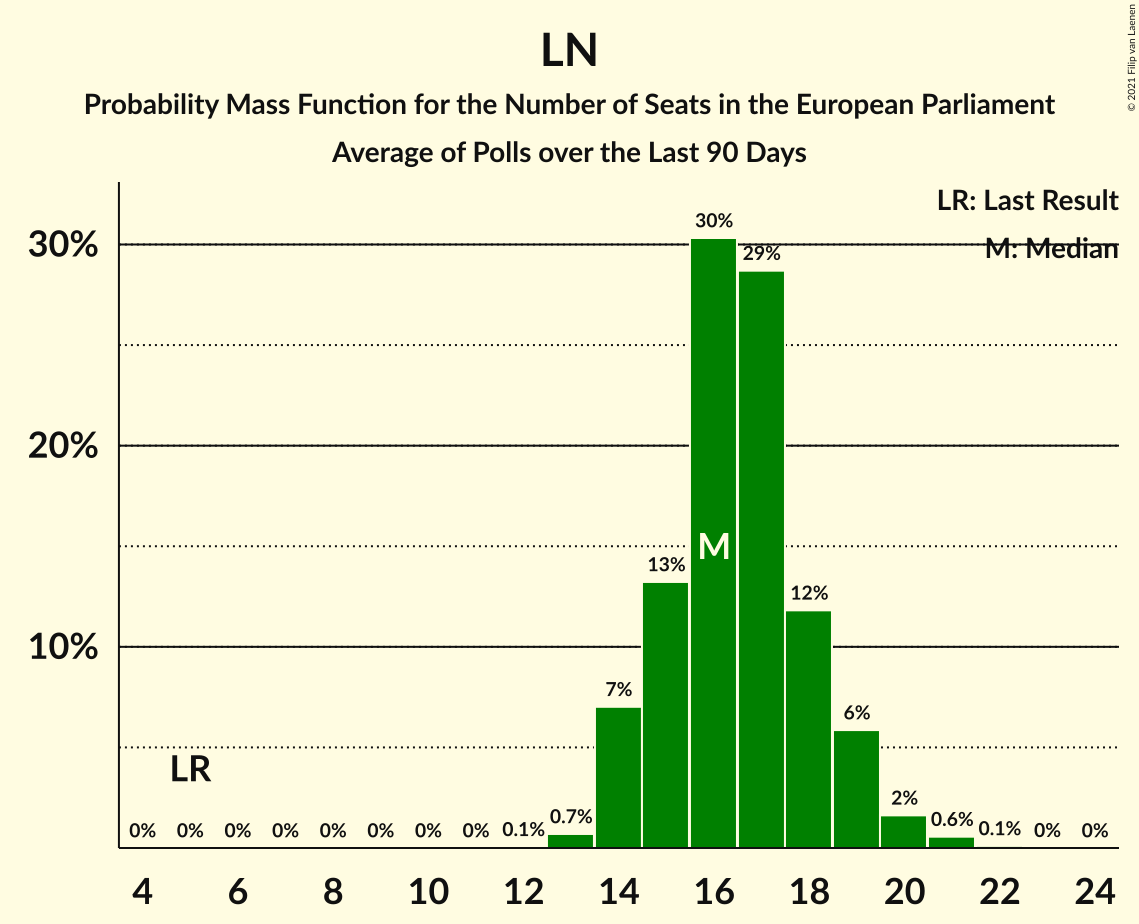 LN
Probability Mass Function for the Number of Seats in the European Parliament
Average of Polls over the Last 90 Days
© 2021 Filip van Laenen
LR: Last Result
M: Median
30%
20%
10%
30%
29%
13%
12%
7%
6%
2%
0% 0% 0% 0% 0% 0% 0% 0% 0.1% 0.7% 0.6% 0.1% 0% 0%
M
LR
4 6 8 10 12 14 16 18 20 22 24